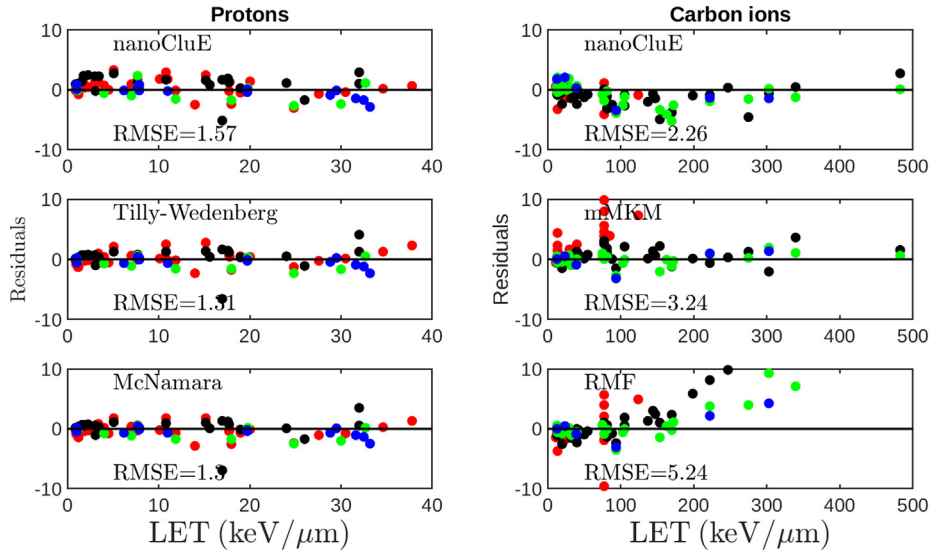 Protons
Carbon ions
10
nanoCluE
0
RMSE=1.57
-10
0 10 20 30 40
10
nanoCluE
0
RMSE=2.26
-10
0 100 200 300 400 500
Residuals
10
Tilly-Wedenberg
0
RMSE=1.31
-10
0 10 20 30 40
Residuals
10
mMKM
0
RMSE=3.24
-10
0 100 200 300 400 500
10
McNamara
0
RMSE=1.3
-10
0 10 20 30 40
LET (keV/μm)
10
RMF
0
RMSE=5.24
-10
0 100 200 300 400 500
LET (keV/μm)